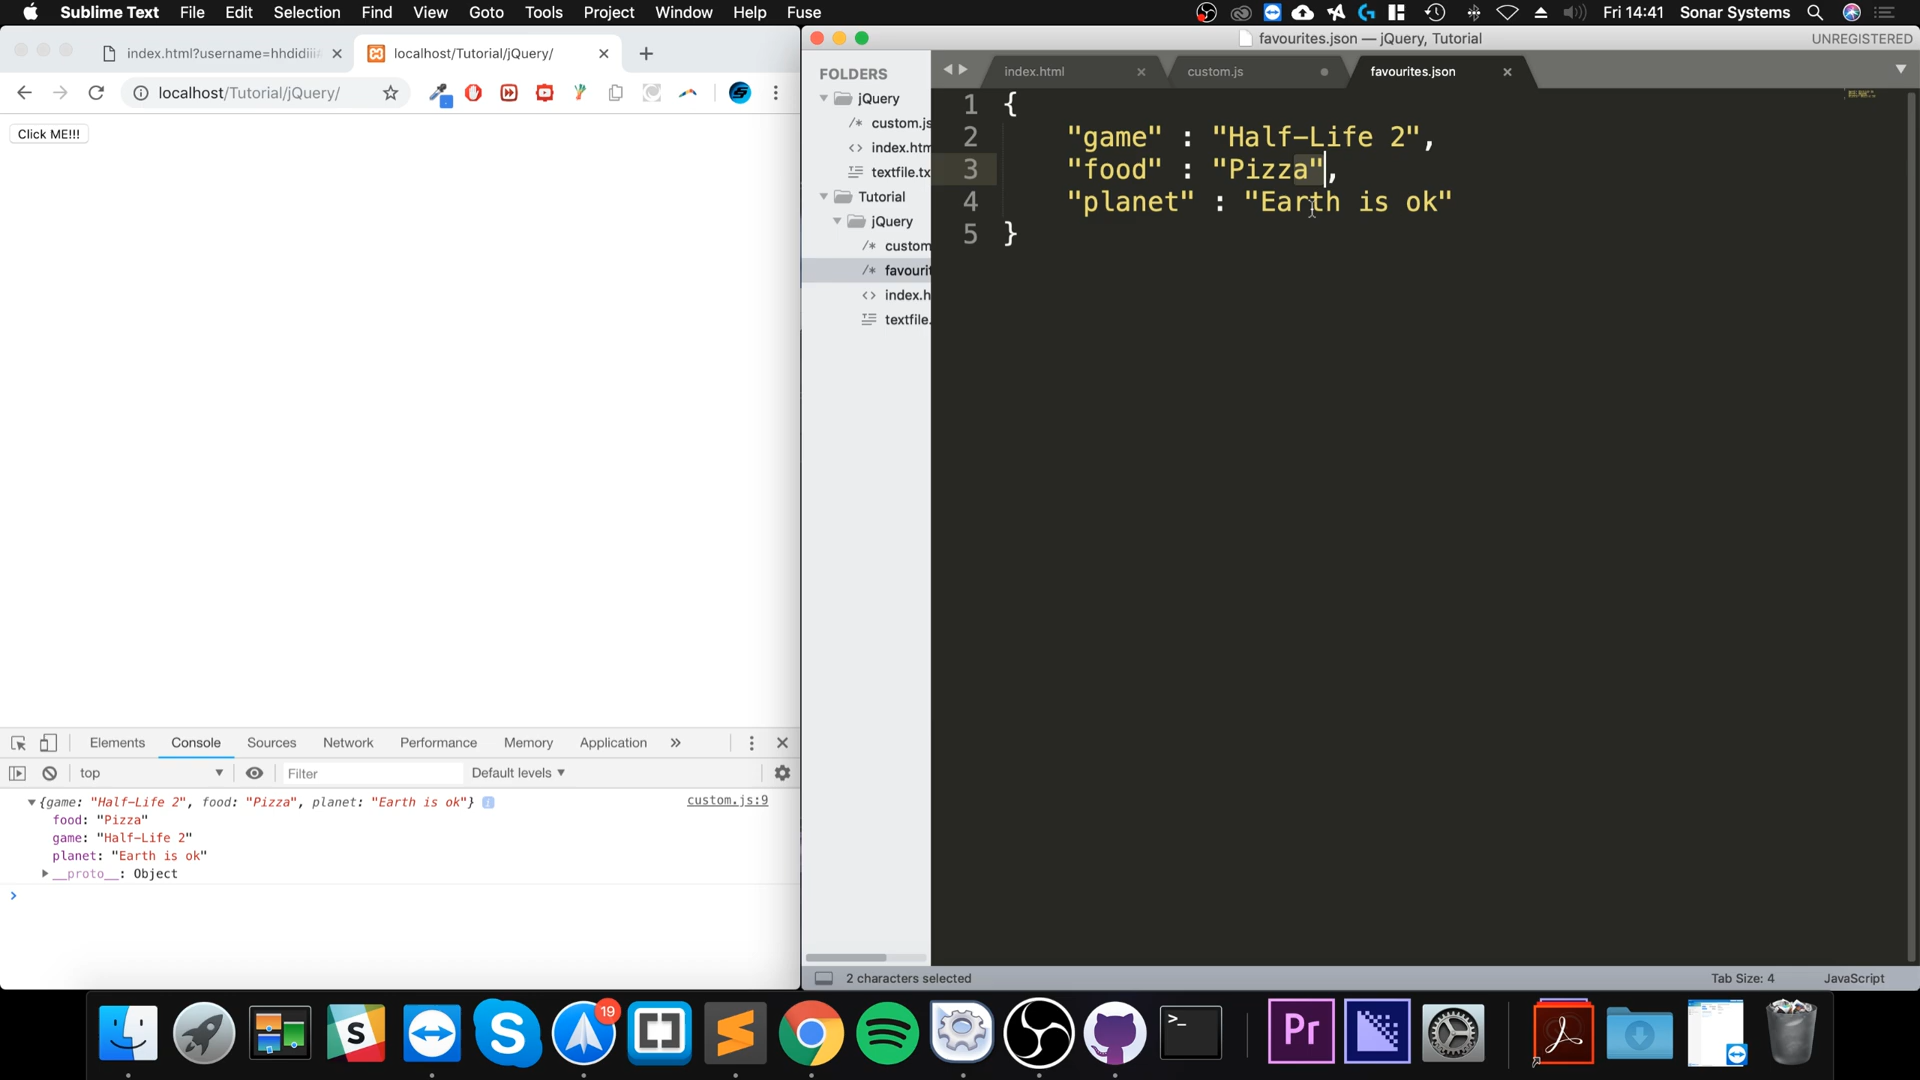 Sublime Text File Edit Selection Find View Goto Tools Project Window Help Fuse Fri 14:41 Sonar Systems
index.html?username=hhdidiii
localhost/Tutorial/jQuery/
localhost/Tutorial/jQuery/
Click ME!!!
favourites.json — jQuery, Tutorial UNREGISTERED
FOLDERS
jQuery
/* custom.js
<> index.htm
textfile.tx
Tutorial
jQuery
/* custom
/* favourit
<> index.h
textfile.
index.html custom.js favourites.json
1 {
2 "game" : "Half-Life 2",
3 "food" : "Pizza",
4 "planet" : "Earth is ok"
5 }
2 characters selected Tab Size: 4 JavaScript
Elements Console Sources Network Performance Memory Application »
top Filter Default levels
{game: "Half-Life 2", food: "Pizza", planet: "Earth is ok"} custom.js:9
food: "Pizza"
game: "Half-Life 2"
planet: "Earth is ok"
__proto__: Object
>
19
S
>_
Pr